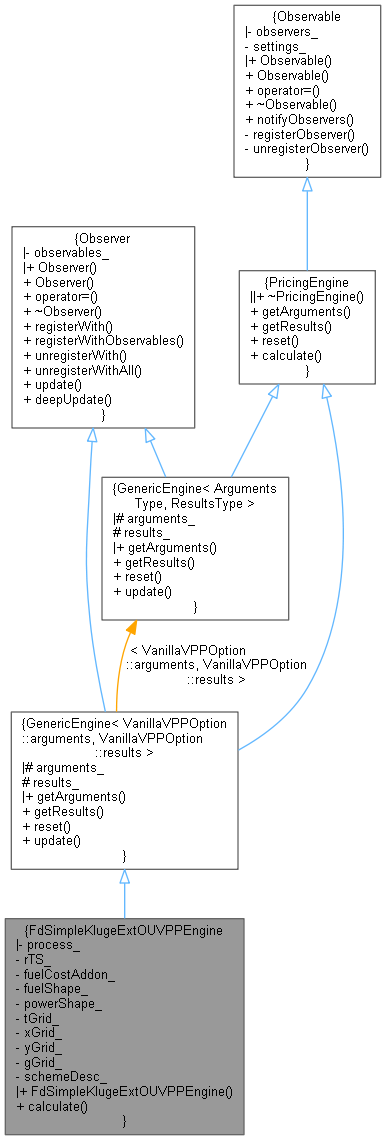 {Observable
|- observers_
- settings_
|+ Observable()
+ Observable()
+ operator=()
+ ~Observable()
+ notifyObservers()
- registerObserver()
- unregisterObserver()
}
{Observer
|- observables_
|+ Observer()
+ Observer()
+ operator=()
+ ~Observer()
+ registerWith()
+ registerWithObservables()
+ unregisterWith()
+ unregisterWithAll()
+ update()
+ deepUpdate()
}
{PricingEngine
||+ ~PricingEngine()
+ getArguments()
+ getResults()
+ reset()
+ calculate()
}
{GenericEngine< Arguments
Type, ResultsType >
|# arguments_
# results_
|+ getArguments()
+ getResults()
+ reset()
+ update()
}
< VanillaVPPOption
::arguments, VanillaVPPOption
::results >
{GenericEngine< VanillaVPPOption
::arguments, VanillaVPPOption
::results >
|# arguments_
# results_
|+ getArguments()
+ getResults()
+ reset()
+ update()
}
{FdSimpleKlugeExtOUVPPEngine
|- process_
- rTS_
- fuelCostAddon_
- fuelShape_
- powerShape_
- tGrid_
- xGrid_
- yGrid_
- gGrid_
- schemeDesc_
|+ FdSimpleKlugeExtOUVPPEngine()
+ calculate()
}